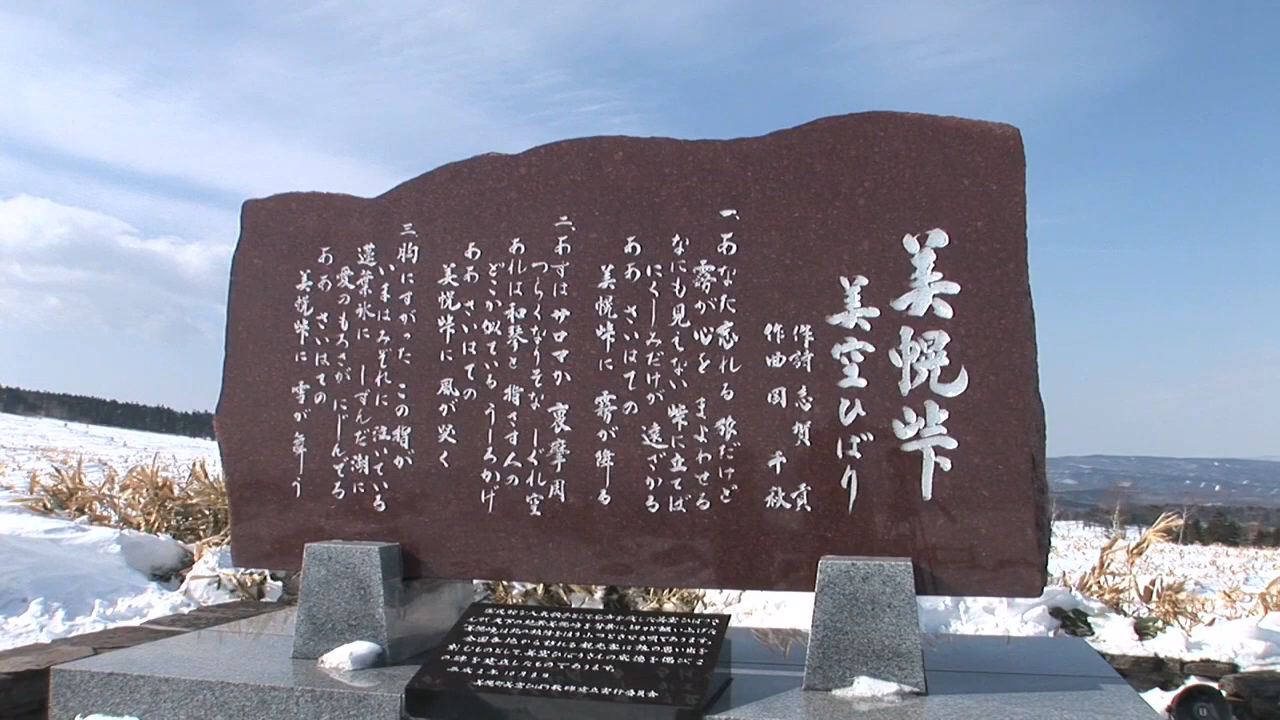 美幌峠
美空ひばり
作詩 志賀 貢
作曲 岡 千秋
一、あなた忘れる 旅だけど
霧が心を まよわせる
なにも見えない 峠に立てば
にくしみだけが 遠ざかる
ああ さいはての
美幌峠に 霧が降る
二、あすはサロマか 裏摩周
つらくなりそな しぐれ空
あれは和琴と 指さす人の
どこか似ている うしろかげ
ああ さいはての
美幌峠に 風が哭く
三、胸にすがった この指が
いまはみぞれに 泣いている
蓮葉氷に しずんだ湖に
愛のもろさが にじんでる
ああ さいはての
美幌峠に 雪が舞う